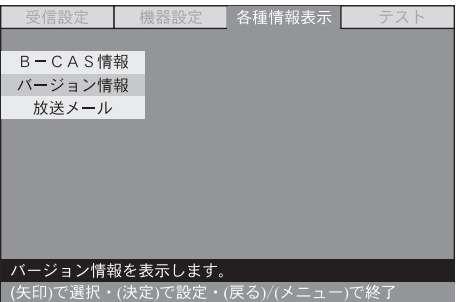 受信設定 機器設定 各種情報表示 テスト
B－CAS情報
バージョン情報
放送メール
バージョン情報を表示します。
(矢印)で選択・(決定)で設定・(戻る)/(メニュー)で終了